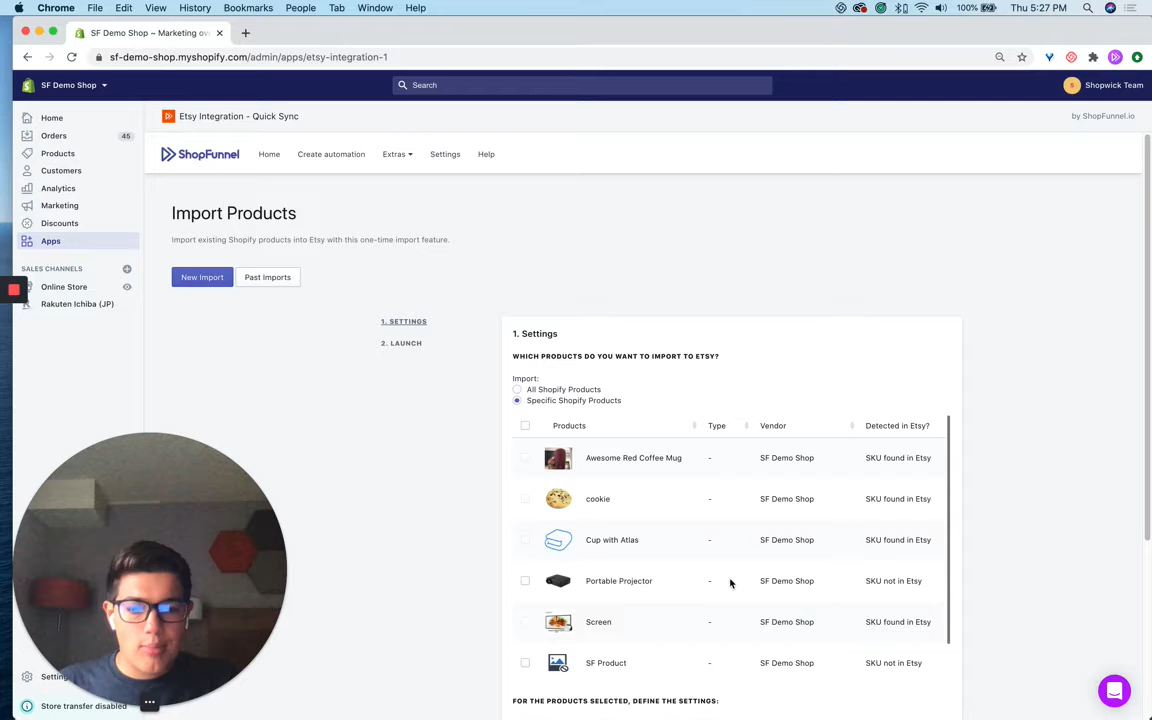 Chrome File Edit View History Bookmarks People Tab Window Help 100% Thu 5:27 PM
SF Demo Shop ~ Marketing ov
sf-demo-shop.myshopify.com/admin/apps/etsy-integration-1
SF Demo Shop Search S Shopwick Team
Home Etsy Integration - Quick Sync by ShopFunnel.io
Orders 45
Products ShopFunnel Home Create automation Extras Settings Help
Customers
Analytics
Marketing
Discounts
Apps
SALES CHANNELS
Online Store
Rakuten Ichiba (JP)
Store transfer disabled
Import Products
Import existing Shopify products into Etsy with this one-time import feature.
New Import Past Imports
1. SETTINGS
2. LAUNCH
1. Settings
WHICH PRODUCTS DO YOU WANT TO IMPORT TO ETSY?
Import:
All Shopify Products
Specific Shopify Products
Products Type Vendor Detected in Etsy?
Awesome Red Coffee Mug - SF Demo Shop SKU found in Etsy
cookie - SF Demo Shop SKU found in Etsy
Cup with Atlas - SF Demo Shop SKU found in Etsy
Portable Projector - SF Demo Shop SKU not in Etsy
Screen - SF Demo Shop SKU found in Etsy
SF Product - SF Demo Shop SKU not in Etsy
FOR THE PRODUCTS SELECTED, DEFINE THE SETTINGS: